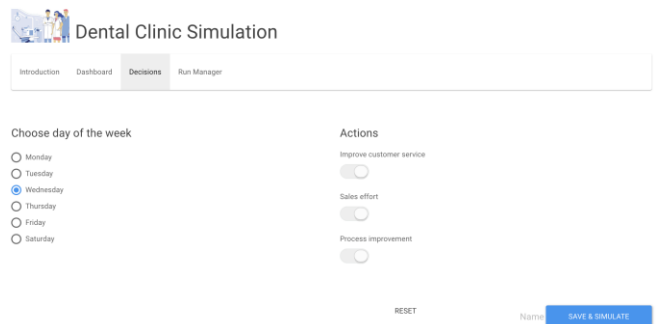 Dental Clinic Simulation
Introduction Dashboard Decisions Run Manager
Choose day of the week
Monday
Tuesday
Wednesday
Thursday
Friday
Saturday
Actions
Improve customer service
Sales effort
Process improvement
RESET
Name SAVE & SIMULATE